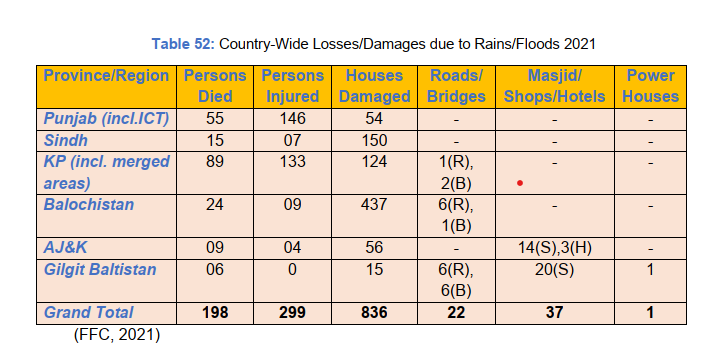 Table 52: Country-Wide Losses/Damages due to Rains/Floods 2021
Province/Region Persons Persons Houses Roads/ Masjid/ Power
Died Injured Damaged Bridges Shops/Hotels Houses
Punjab (incl.ICT) 55 146 54 - - -
Sindh 15 07 150 - - -
KP (incl. merged 89 133 124 1(R), - -
areas) 2(B)
Balochistan 24 09 437 6(R), - -
1(B)
AJ&K 09 04 56 - 14(S),3(H) -
Gilgit Baltistan 06 0 15 6(R), 20(S) 1
6(B)
Grand Total 198 299 836 22 37 1
(FFC, 2021)